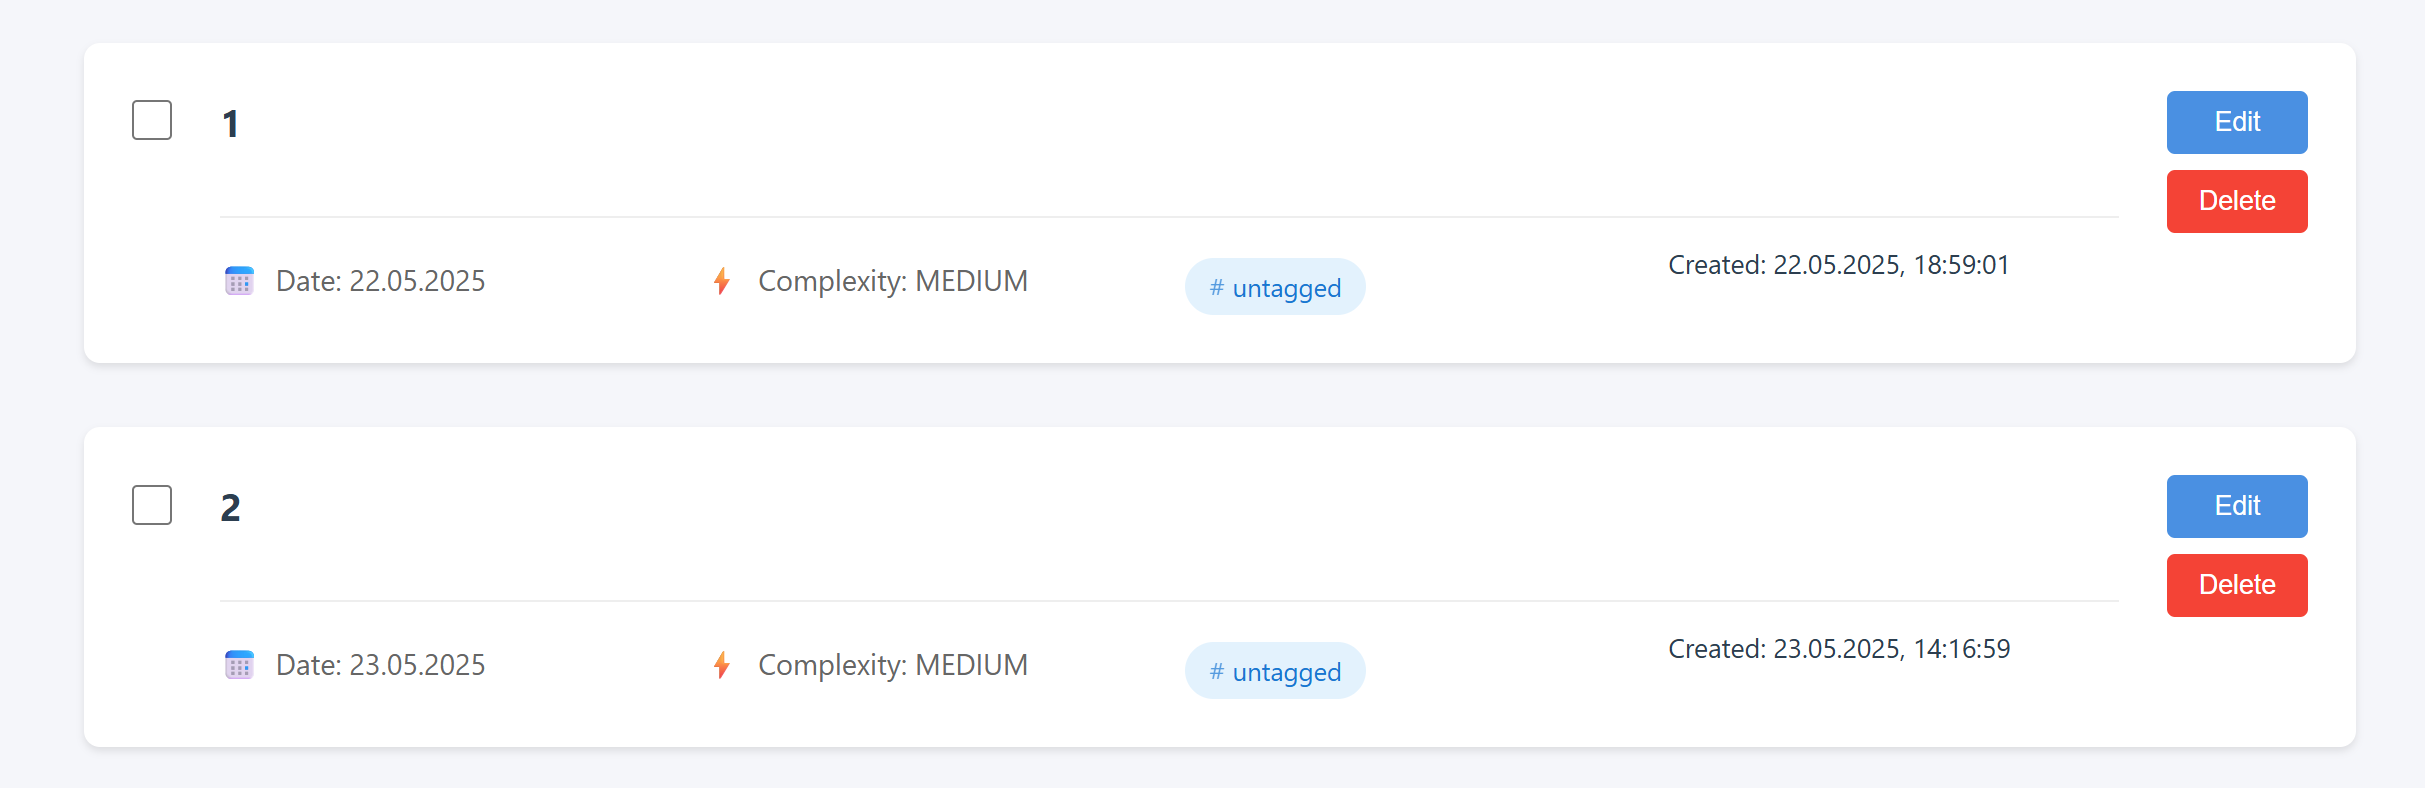 1
Edit
Delete
Date: 22.05.2025
Complexity: MEDIUM
# untagged
Created: 22.05.2025, 18:59:01
2
Edit
Delete
Date: 23.05.2025
Complexity: MEDIUM
# untagged
Created: 23.05.2025, 14:16:59